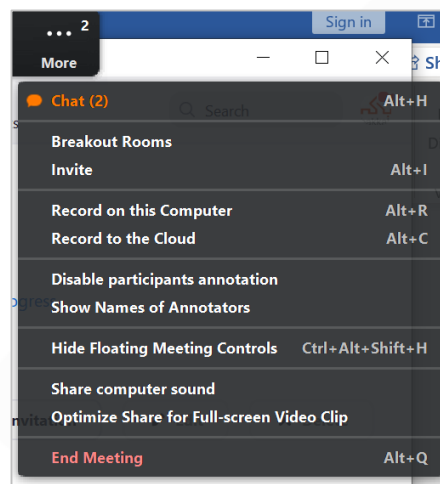 ... 2
Sign in
More
Sh
Chat (2) Alt+H
Search
Breakout Rooms
Invite Alt+I
Record on this Computer Alt+R
Record to the Cloud Alt+C
Disable participants annotation
Show Names of Annotators
Hide Floating Meeting Controls Ctrl+Alt+Shift+H
Share computer sound
Optimize Share for Full-screen Video Clip
End Meeting Alt+Q